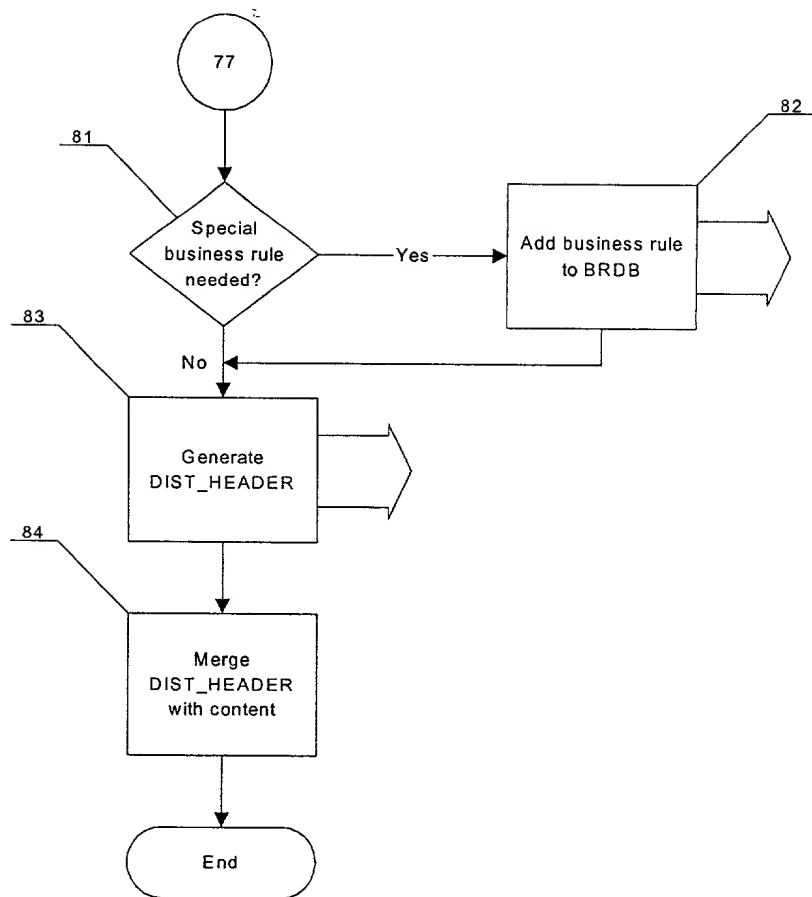 77
81
82
Special
business rule
needed?
Yes
Add business rule
to BRDB
83
No
Generate
DIST_HEADER
84
Merge
DIST_HEADER
with content
End